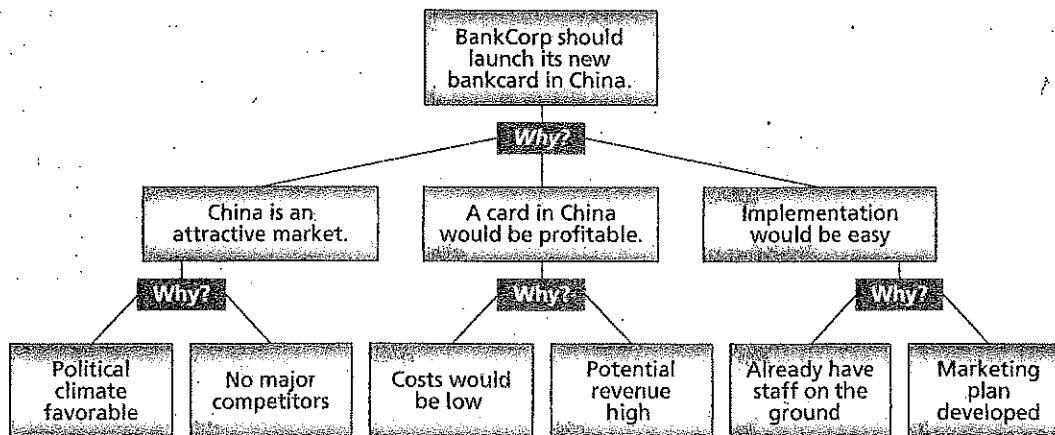 BankCorp should
launch its new
bankcard in China.
Why?
China is an
attractive market.
A card in China
would be profitable.
Implementation
would be easy
Why?
Why?
Why?
Political
climate
favorable
No major
competitors
Costs would
be low
Potential
revenue
high
Already have
staff on the
ground
Marketing
plan
developed